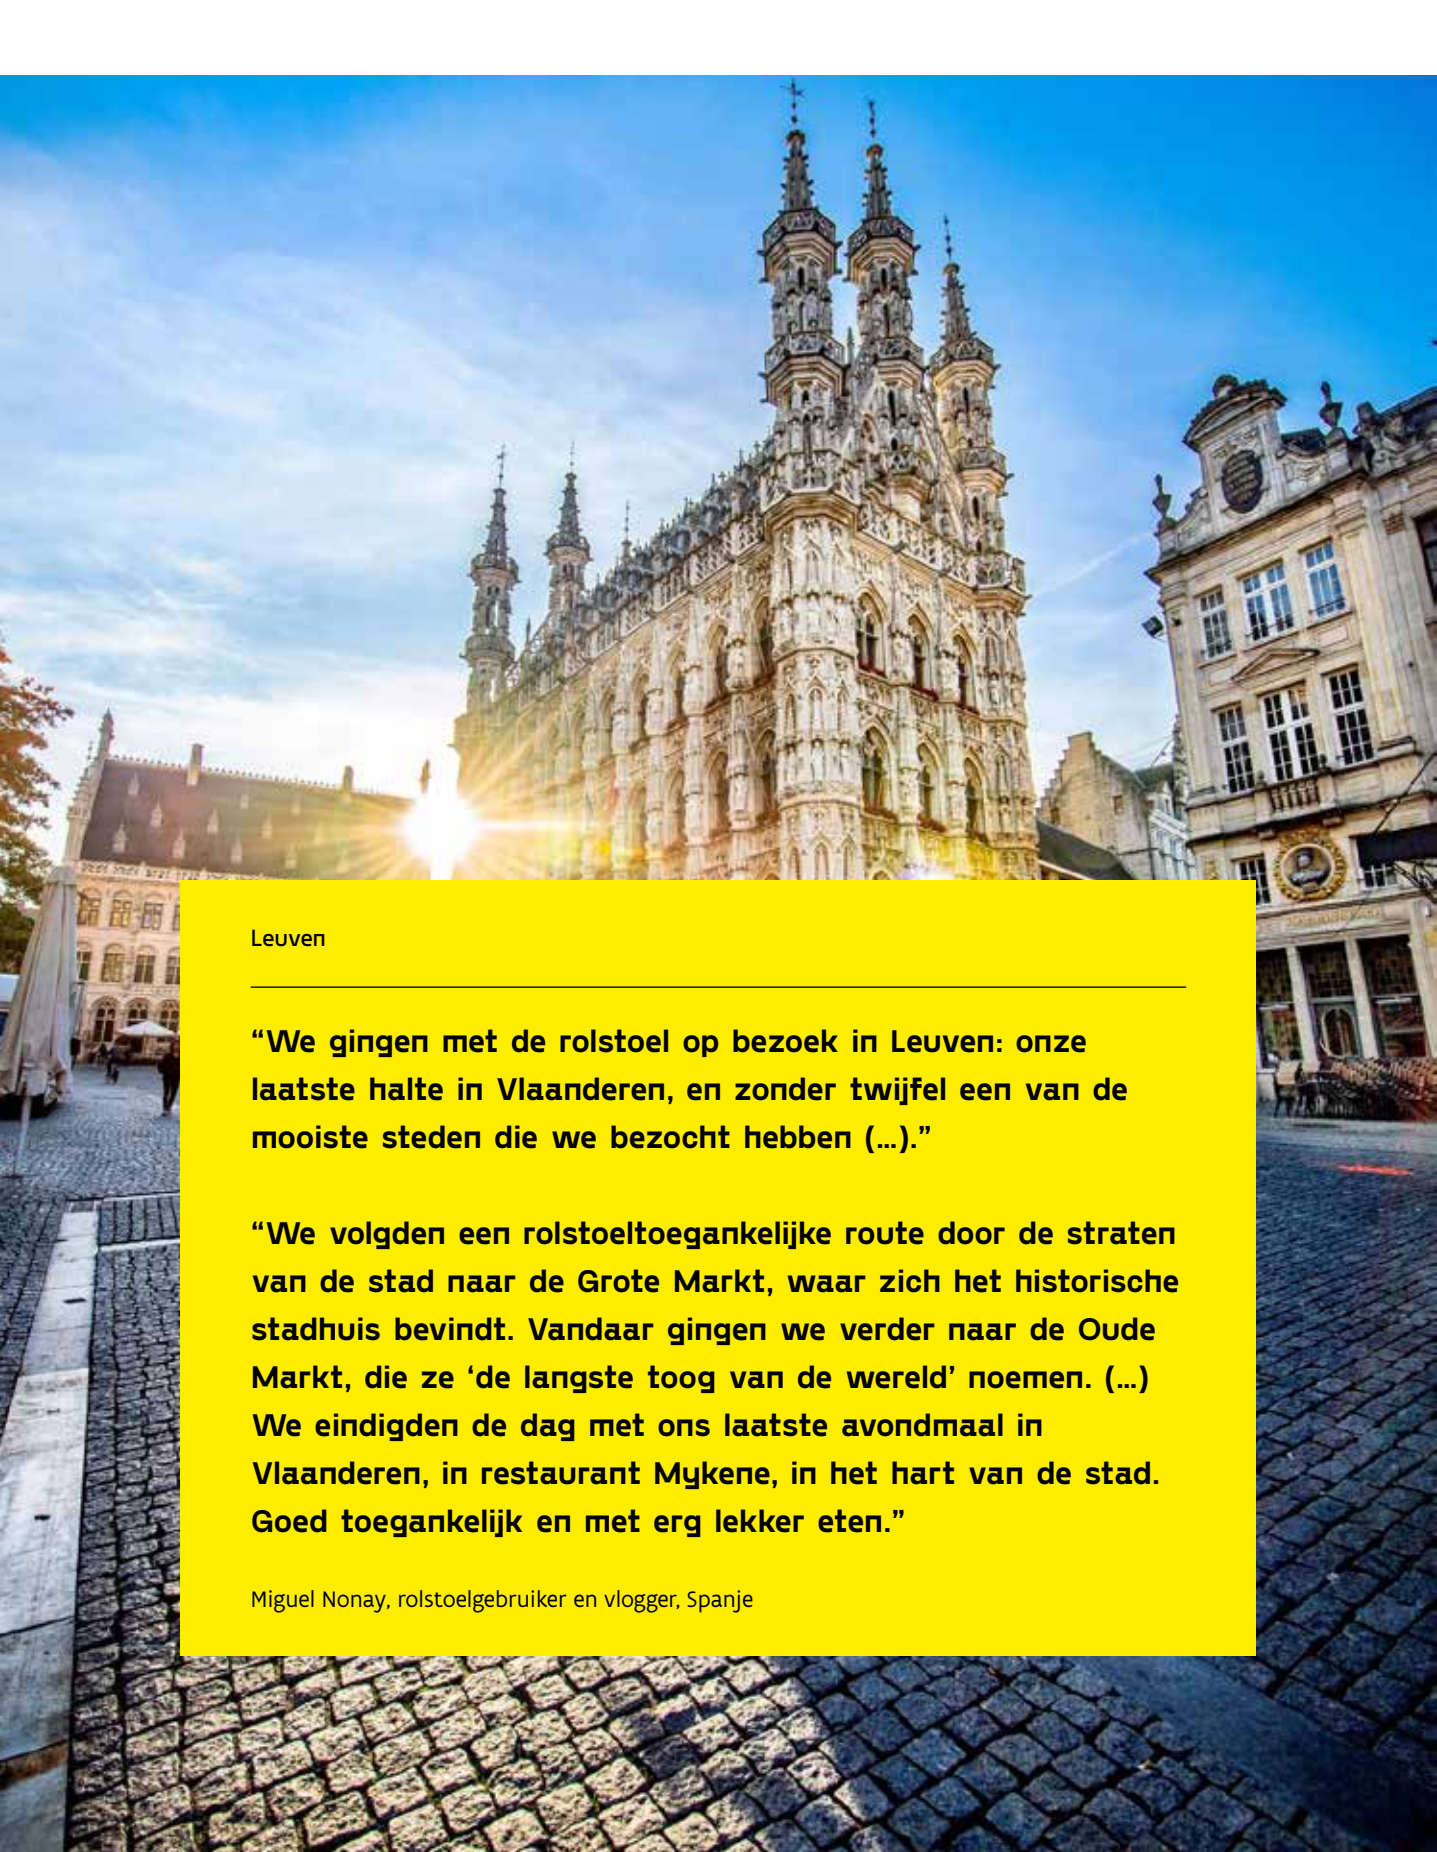 Leuven
“We gingen met de rolstoel op bezoek in Leuven: onze
laatste halte in Vlaanderen, en zonder twijfel een van de
mooiste steden die we bezocht hebben (...).”
“We volgden een rolstoeltoegankelijke route door de straten
van de stad naar de Grote Markt, waar zich het historische
stadhuis bevindt. Vandaar gingen we verder naar de Oude
Markt, die ze ‘de langste toog van de wereld’ noemen. (...)
We eindigden de dag met ons laatste avondmaal in
Vlaanderen, in restaurant Mykene, in het hart van de stad.
Goed toegankelijk en met erg lekker eten.”
Miguel Nonay, rolstoelgebruiker en vlogger, Spanje